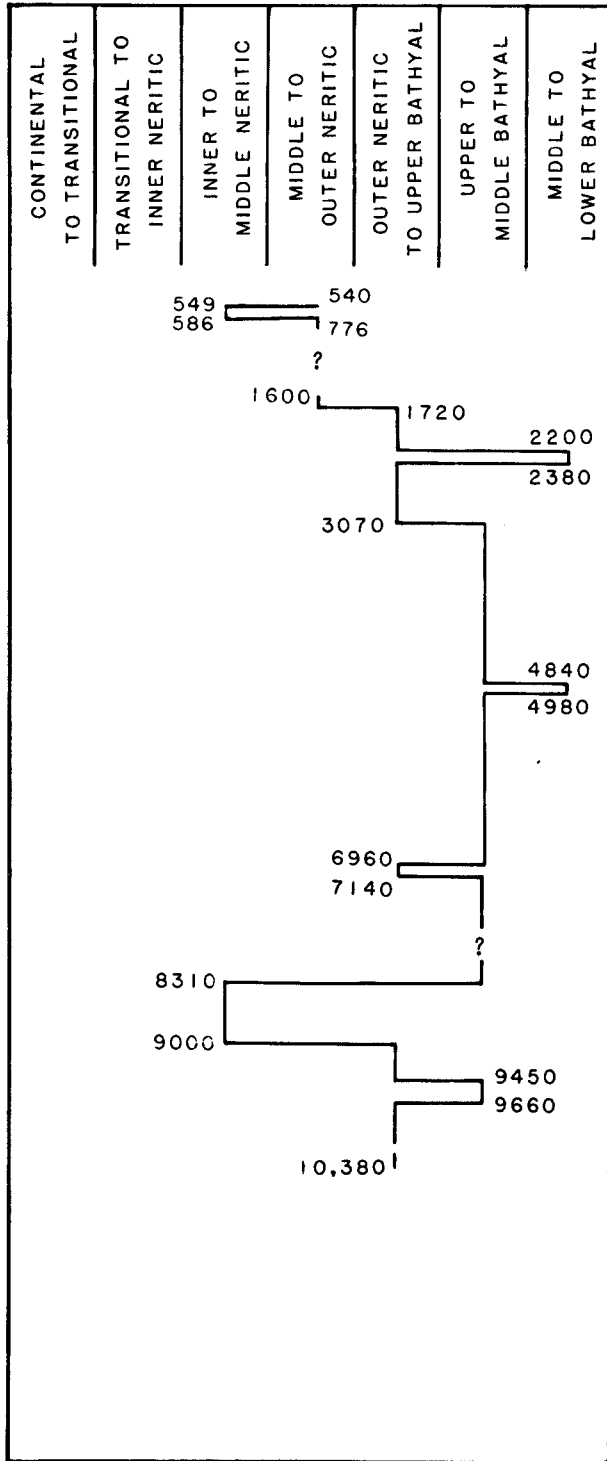 CONTINENTAL
TO TRANSITIONAL
TRANSITIONAL TO
INNER NERITIC
INNER TO
MIDDLE NERITIC
MIDDLE TO
OUTER NERITIC
OUTER NERITIC
TO UPPER BATHYAL
UPPER TO
MIDDLE BATHYAL
MIDDLE TO
LOWER BATHYAL
549 540
586 776
?
1600 1720
2200
2380
3070
4840
4980
6960
7140
?
8310
9000
9450
9660
10,380